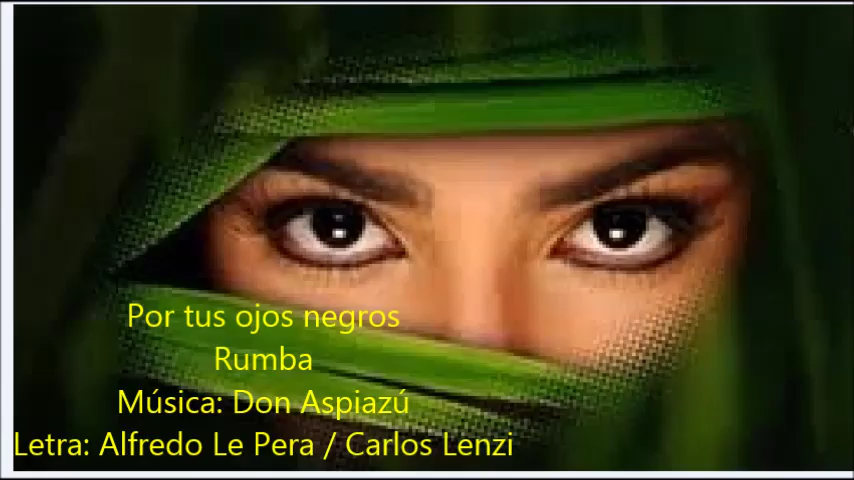 Por tus ojos negros
Rumba
Música: Don Aspiazú
Letra: Alfredo Le Pera / Carlos Lenzi